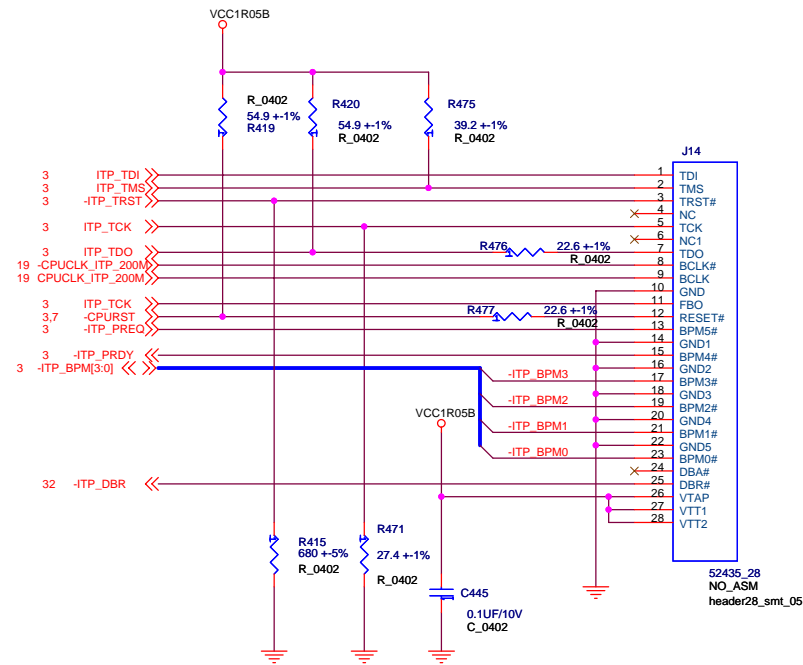 VCC1R05B
R_0402
54.9 +-1%
R419
R420
54.9 +-1%
R_0402
R475
39.2 +-1%
R_0402
J14
3 ITP_TDI
1 TDI
3 ITP_TMS
2 TMS
3 -ITP_TRST
3 TRST#
4 NC
3 ITP_TCK
5 TCK
6 NC1
3 ITP_TDO
R476 22.6 +-1%
R_0402
7 TDO
19 -CPUCLK_ITP_200M
8 BCLK#
19 CPUCLK_ITP_200M
9 BCLK
10 GND
3 ITP_TCK
11 FBO
3,7 -CPURST
R477 22.6 +-1%
R_0402
12 RESET#
3 -ITP_PREQ
13 BPM5#
14 GND1
3 -ITP_PRDY
15 BPM4#
3 -ITP_BPM[3:0]
16 GND2
-ITP_BPM3
17 BPM3#
18 GND3
-ITP_BPM2
19 BPM2#
20 GND4
VCC1R05B
-ITP_BPM1
21 BPM1#
22 GND5
-ITP_BPM0
23 BPM0#
24 DBA#
32 -ITP_DBR
25 DBR#
26 VTAP
27 VTT1
28 VTT2
R415
680 +-5%
R_0402
R471
27.4 +-1%
R_0402
C445
0.1UF/10V
C_0402
52435_28
NO_ASM
header28_smt_05